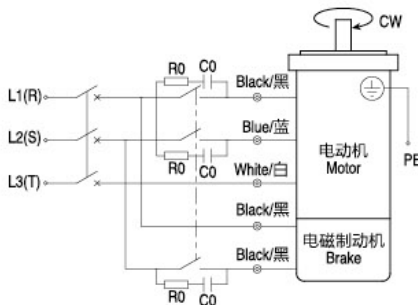 CW
R0 C0
Black/黑
L1(R)
Blue/蓝
L2(S)
R0 C0
White/白
L3(T)
电动机
Motor
PE
Black/黑
电磁制动机
Brake
Black/黑
R0 C0